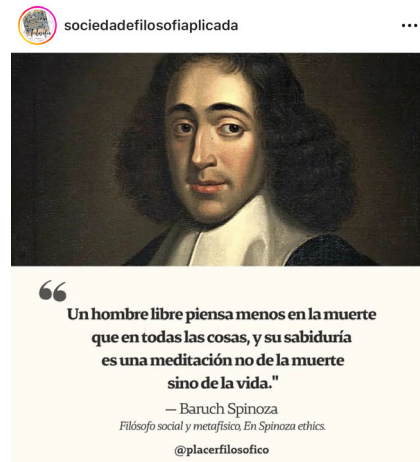 sociedadefilosofiaplicada
Un hombre libre piensa menos en la muerte
que en todas las cosas, y su sabiduría
es una meditación no de la muerte
sino de la vida."
— Baruch Spinoza
Filósofo social y metafísico, En Spinoza ethics.
@placerfilosofico